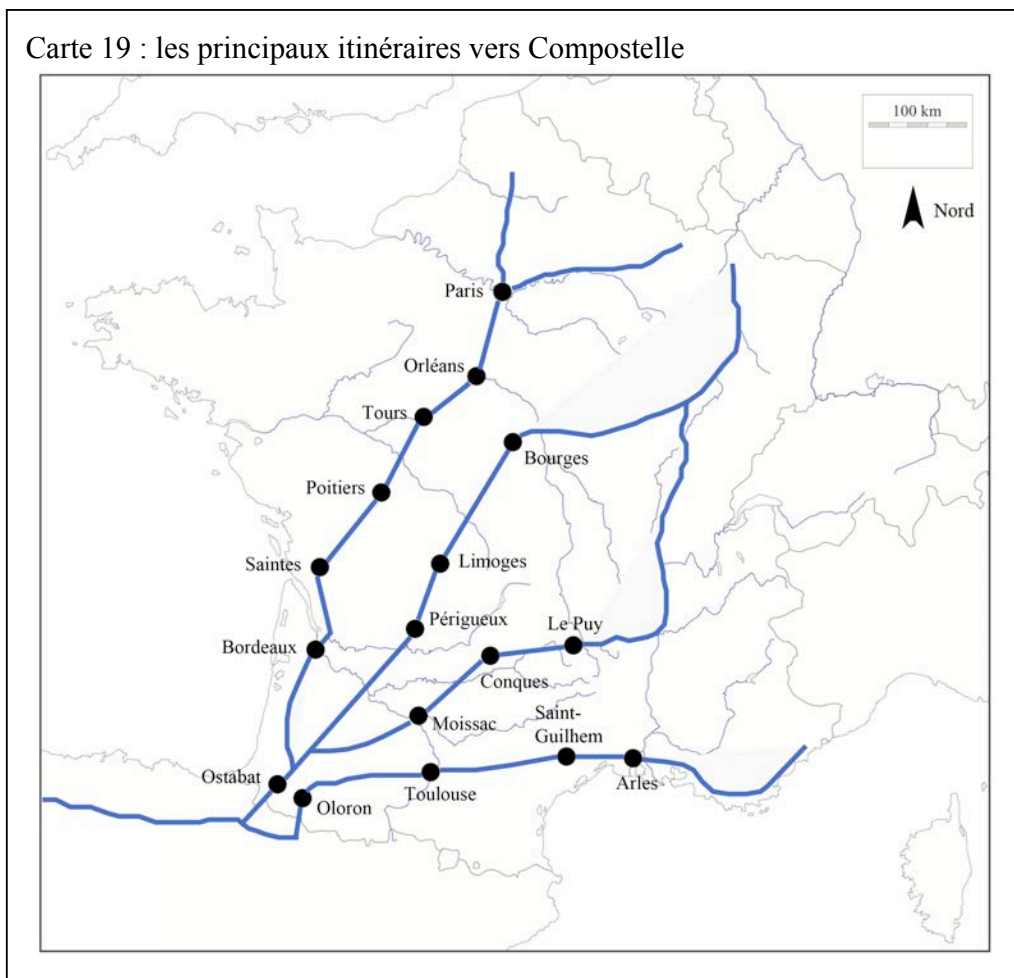 Carte 19 : les principaux itinéraires vers Compostelle
100 km
Nord
Paris
Orléans
Tours
Bourges
Poitiers
Saintes
Limoges
Périgueux
Le Puy
Bordeaux
Conques
Moissac
Saint-
Guilhem
Ostabat
Oloron
Toulouse
Arles